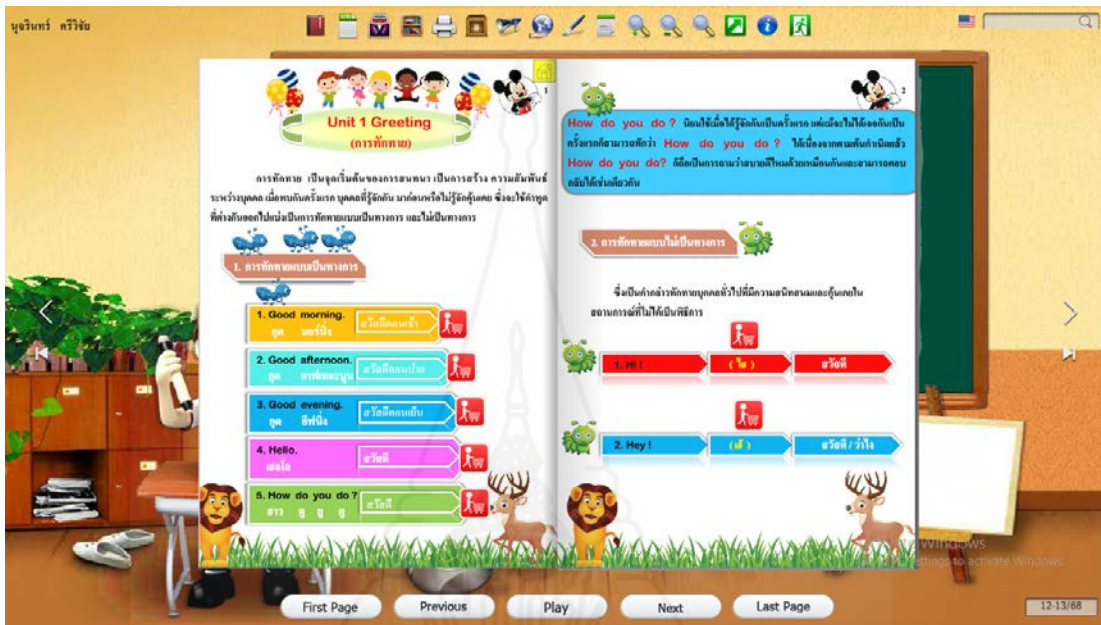 นุจรินทร์ ศรีวิชัย
1
Unit 1 Greeting
(การทักทาย)
การทักทาย เป็นจุดเริ่มต้นของการสนทนา เป็นการสร้าง ความสัมพันธ์
ระหว่างบุคคล เมื่อพบกันครั้งแรก บุคคลที่รู้จักกัน มาก่อนหรือไม่รู้จักคุ้นเคย ซึ่งจะใช้คำพูด
ที่ต่างกันออกไปแบ่งเป็นการทักทายแบบเป็นทางการ และไม่เป็นทางการ
1. การทักทายแบบเป็นทางการ
1. Good morning.
กุด มอร์นิ่ง
สวัสดีตอนเช้า
2. Good afternoon.
กุด อาฟเทอะนูน
สวัสดีตอนบ่าย
3. Good evening.
กุด อีฟนิ่ง
สวัสดีตอนเย็น
4. Hello.
เฮลโล
สวัสดี
5. How do you do ?
ฮาว ดู ยู ดู
สวัสดี
2
How do you do ? นิยมใช้เมื่อได้รู้จักกันเป็นครั้งแรก แต่แม้จะไม่ได้เจอกันเป็น
ครั้งแรกก็สามารถทักว่า How do you do ? ได้เนื่องจากตามต้นกำเนิดแล้ว
How do you do? ก็ถือเป็นการถามว่าสบายดีไหมด้วยเหมือนกันและสามารถตอบ
กลับได้เช่นเดียวกัน
2. การทักทายแบบไม่เป็นทางการ
ซึ่งเป็นคำกล่าวทักทายบุคคลทั่วไปที่มีความสนิทสนมและคุ้นเคยใน
สถานการณ์ที่ไม่ได้เป็นพิธีการ
1. Hi !
( ไฮ )
สวัสดี
2. Hey !
( เฮ้ )
สวัสดี / ว่าไง
First Page
Previous
Play
Next
Last Page
12-13/68